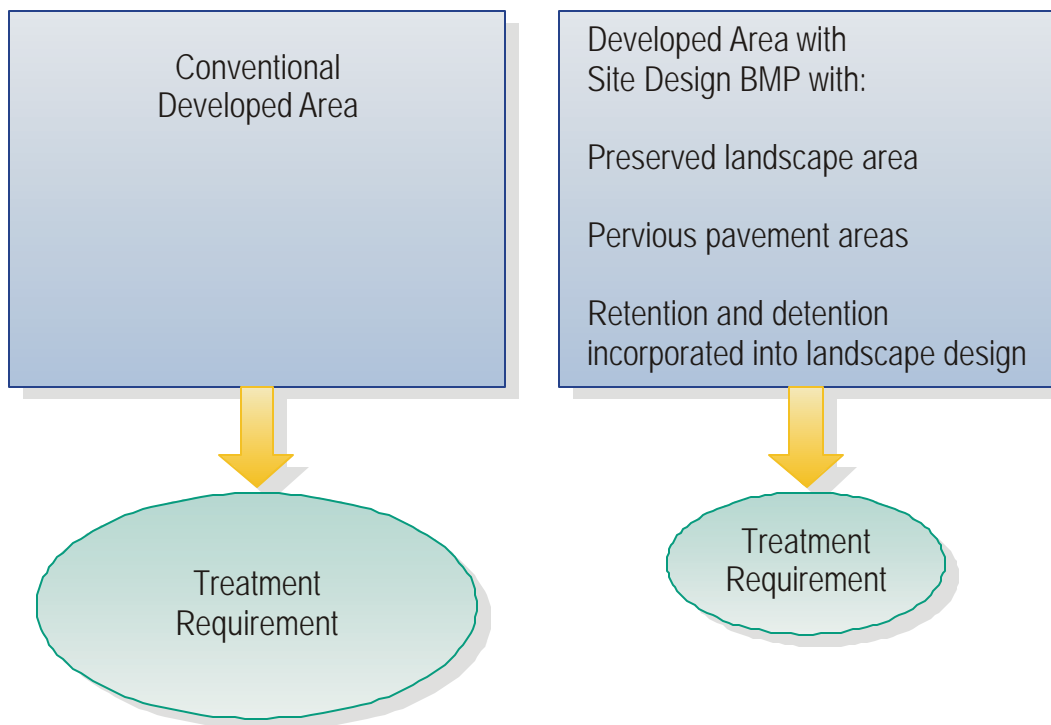 Conventional
Developed Area
Treatment
Requirement
Developed Area with
Site Design BMP with:
Preserved landscape area
Pervious pavement areas
Retention and detention
incorporated into landscape design
Treatment
Requirement